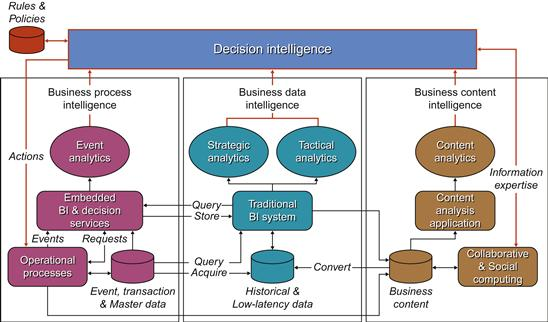 Rules &
Policies
Decision intelligence
Business process
intelligence
Business data
intelligence
Business content
intelligence
Actions
Event
analytics
Strategic
analytics
Tactical
analytics
Content
analytics
Information
expertise
Embedded
BI & decision
services
Query
Store
Traditional
BI system
Content
analysis
application
Events
Requests
Operational
processes
Query
Acquire
Convert
Collaborative
& Social
computing
Event, transaction
& Master data
Historical &
Low-latency data
Business
content